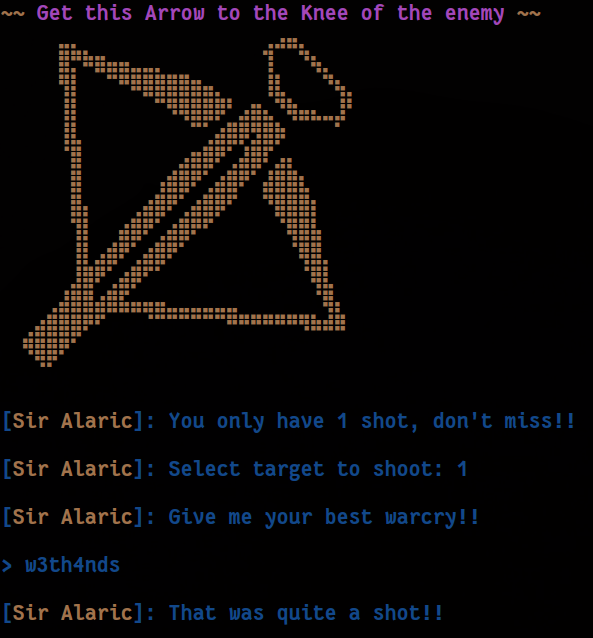 ~~ Get this Arrow to the Knee of the enemy ~~
[Sir Alaric]: You only have 1 shot, don't miss!!
[Sir Alaric]: Select target to shoot: 1
[Sir Alaric]: Give me your best warcry!!
> w3th4nds
[Sir Alaric]: That was quite a shot!!